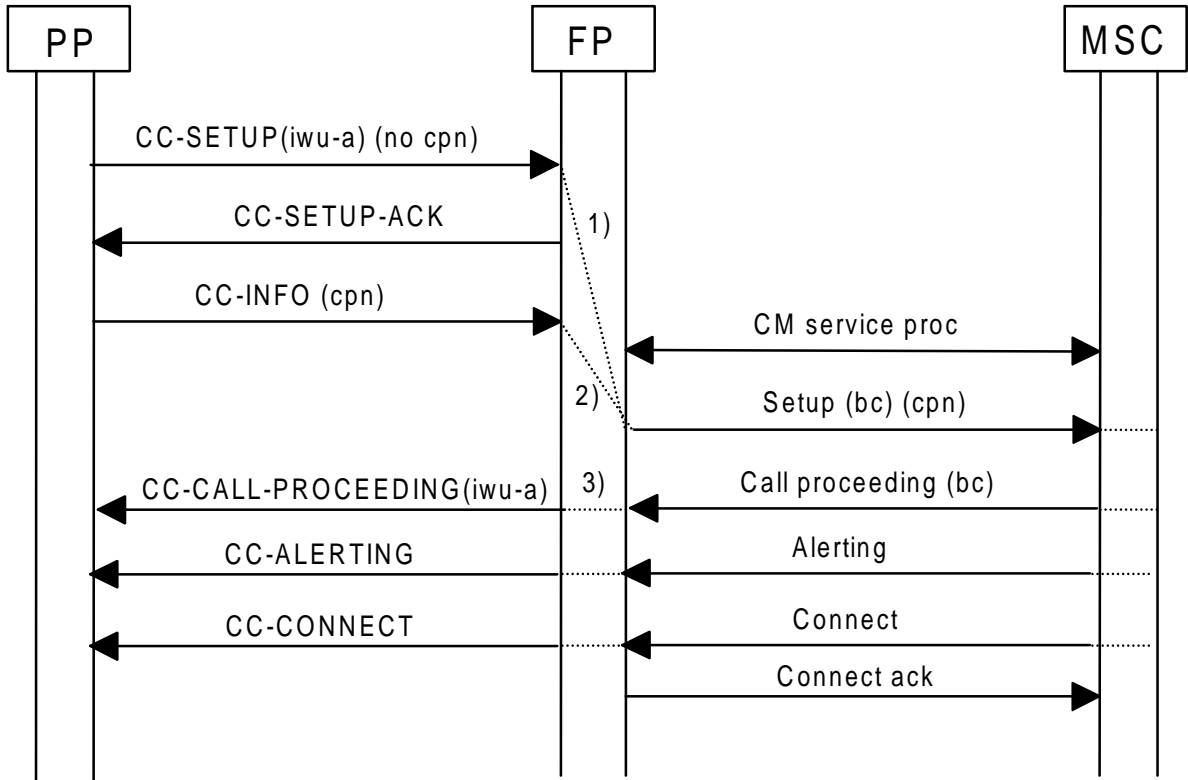 PP
FP
MSC
CC-SETUP(iwu-a) (no cpn)
CC-SETUP-ACK
1)
CC-INFO (cpn)
CM service proc
2)
Setup (bc) (cpn)
CC-CALL-PROCEEDING(iwu-a)
3)
Call proceeding (bc)
CC-ALERTING
Alerting
CC-CONNECT
Connect
Connect ack